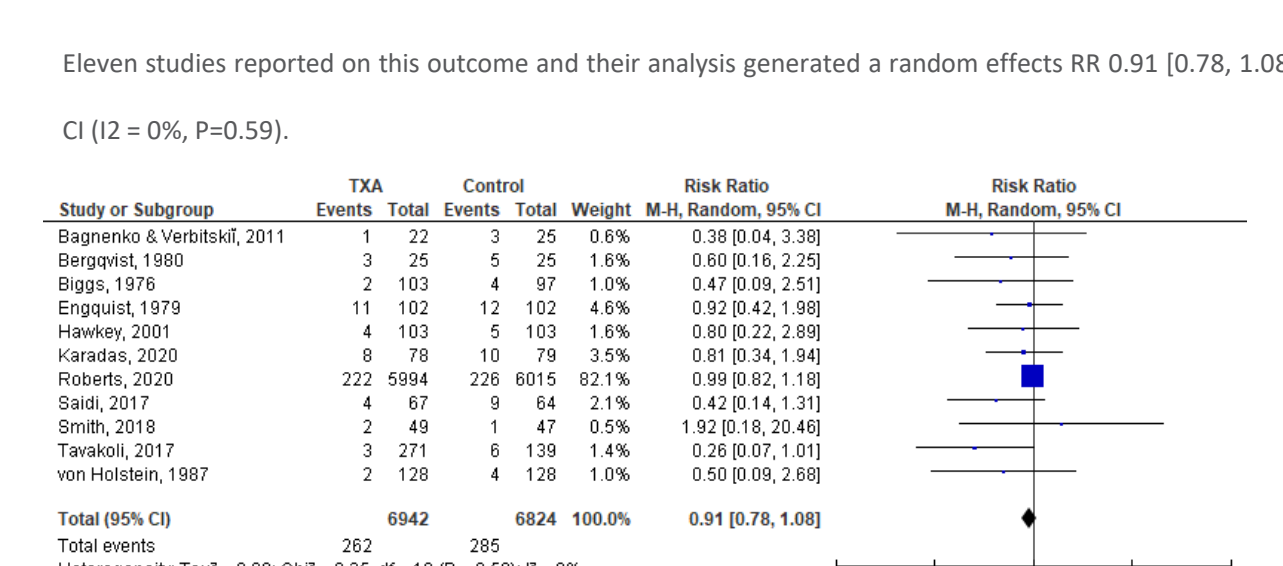 Eleven studies reported on this outcome and their analysis generated a random effects RR 0.91 [0.78, 1.08
CI (I2 = 0%, P=0.59).
TXA Control Risk Ratio Risk Ratio
Study or Subgroup Events Total Events Total Weight M-H, Random, 95% CI M-H, Random, 95% CI
Bagnenko & Verbitskiĭ, 2011 1 22 3 25 0.6% 0.38 [0.04, 3.38]
Bergqvist, 1980 3 25 5 25 1.6% 0.60 [0.16, 2.25]
Biggs, 1976 2 103 4 97 1.0% 0.47 [0.09, 2.51]
Engquist, 1979 11 102 12 102 4.6% 0.92 [0.42, 1.98]
Hawkey, 2001 4 103 5 103 1.6% 0.80 [0.22, 2.89]
Karadas, 2020 8 78 10 79 3.5% 0.81 [0.34, 1.94]
Roberts, 2020 222 5994 226 6015 82.1% 0.99 [0.82, 1.18]
Saidi, 2017 4 67 9 64 2.1% 0.42 [0.14, 1.31]
Smith, 2018 2 49 1 47 0.5% 1.92 [0.18, 20.46]
Tavakoli, 2017 3 271 6 139 1.4% 0.26 [0.07, 1.01]
von Holstein, 1987 2 128 4 128 1.0% 0.50 [0.09, 2.68]
Total (95% CI) 6942 6824 100.0% 0.91 [0.78, 1.08]
Total events 262 285